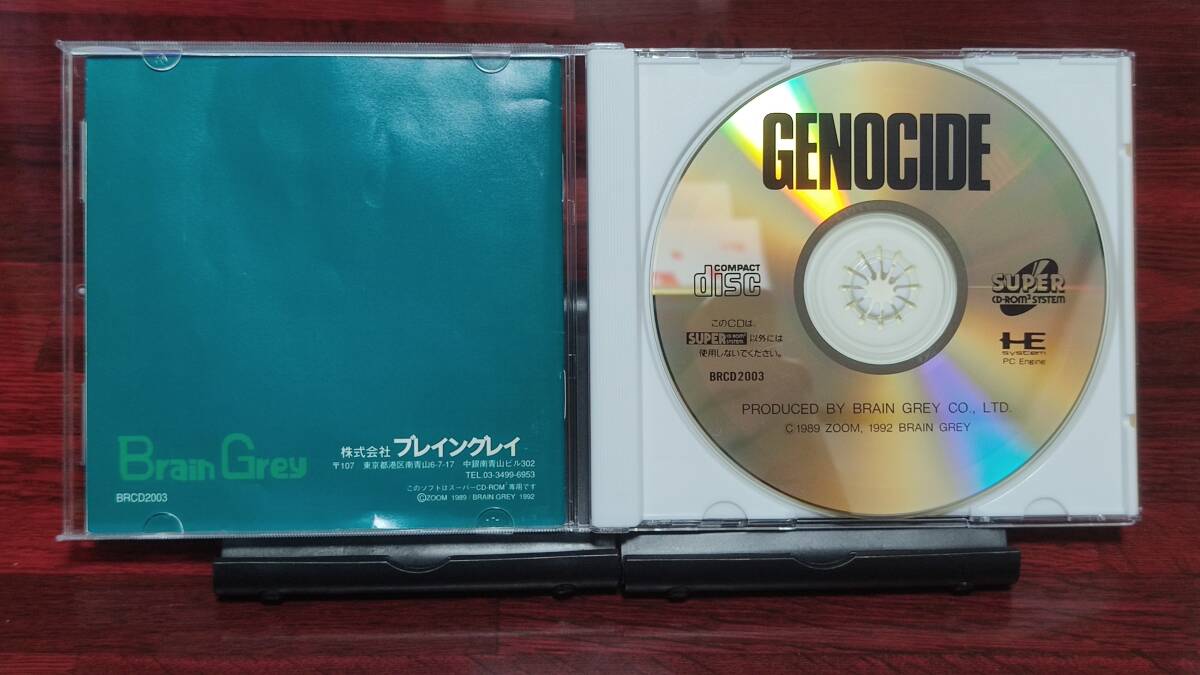 Brain Grey
BRCD2003
株式会社 ブレイングレイ
〒107 東京都港区南青山6-7-17 中銀南青山ビル302
TEL.03-3499-6953
このソフトはスーパーCD-ROM²専用です
©ZOOM 1989 / BRAIN GREY 1992
GENOCIDE
COMPACT
disc
SUPER
CD-ROM² SYSTEM
このCDは、
SUPER CD-ROM² SYSTEM 以外には
使用しないでください。
BRCD2003
HE
system
PC Engine
PRODUCED BY BRAIN GREY CO., LTD.
C1989 ZOOM, 1992 BRAIN GREY